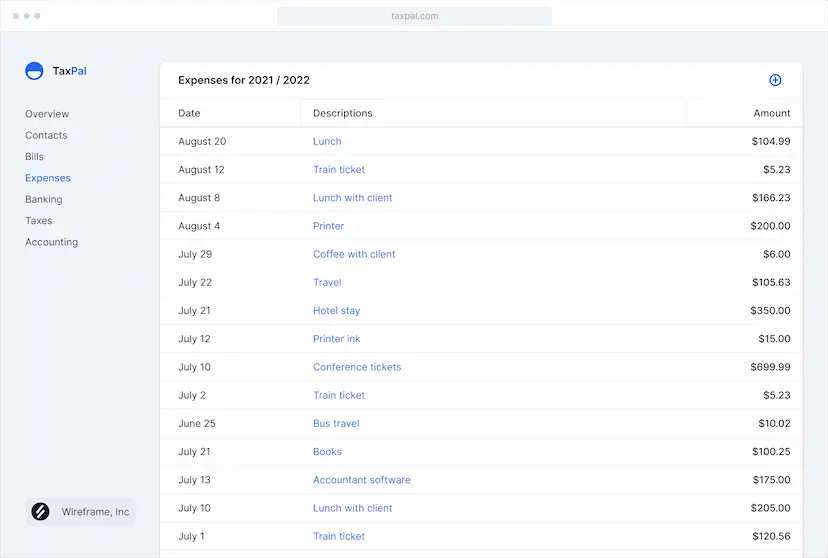 taxpal.com
TaxPal
Overview
Contacts
Bills
Expenses
Banking
Taxes
Accounting
Wireframe, Inc
Expenses for 2021 / 2022
Date Descriptions Amount
August 20 Lunch $104.99
August 12 Train ticket $5.23
August 8 Lunch with client $166.23
August 4 Printer $200.00
July 29 Coffee with client $6.00
July 22 Travel $105.63
July 21 Hotel stay $350.00
July 12 Printer ink $15.00
July 10 Conference tickets $699.99
July 2 Train ticket $5.23
June 25 Bus travel $10.02
July 21 Books $100.25
July 13 Accountant software $175.00
July 10 Lunch with client $205.00
July 1 Train ticket $120.56